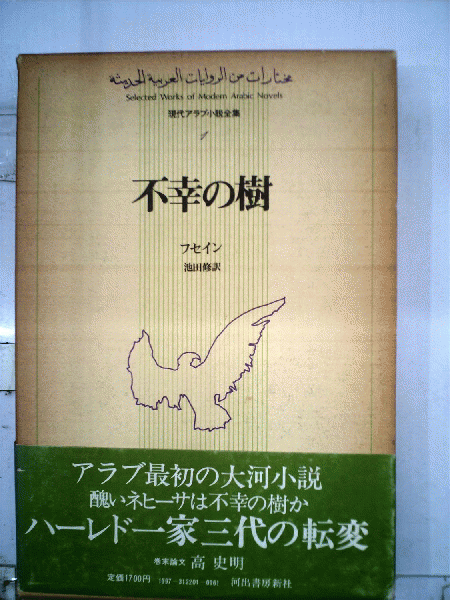 مختارات من الروايات العربية الحديثة
Selected Works of Modern Arabic Novels
現代アラブ小説全集
1
不幸の樹
フセイン
池田修訳
アラブ最初の大河小説
醜いネヒーサは不幸の樹か
ハーレド一家三代の転変
巻末論文 高 史明
定価1700円 0397-315201-0961 河出書房新社